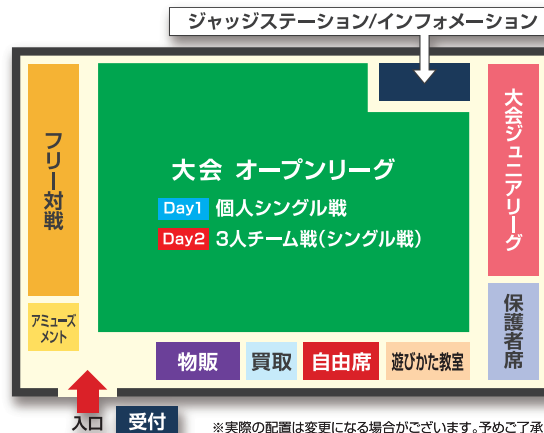 ジャッジステーション/インフォメーション
フリー対戦
大会 オープンリーグ
Day1 個人シングル戦
Day2 3人チーム戦(シングル戦)
大会ジュニアリーグ
アミューズ
メント
保護者席
物販
買取
自由席
遊びかた教室
入口
受付
※実際の配置は変更になる場合がございます。予めご了承